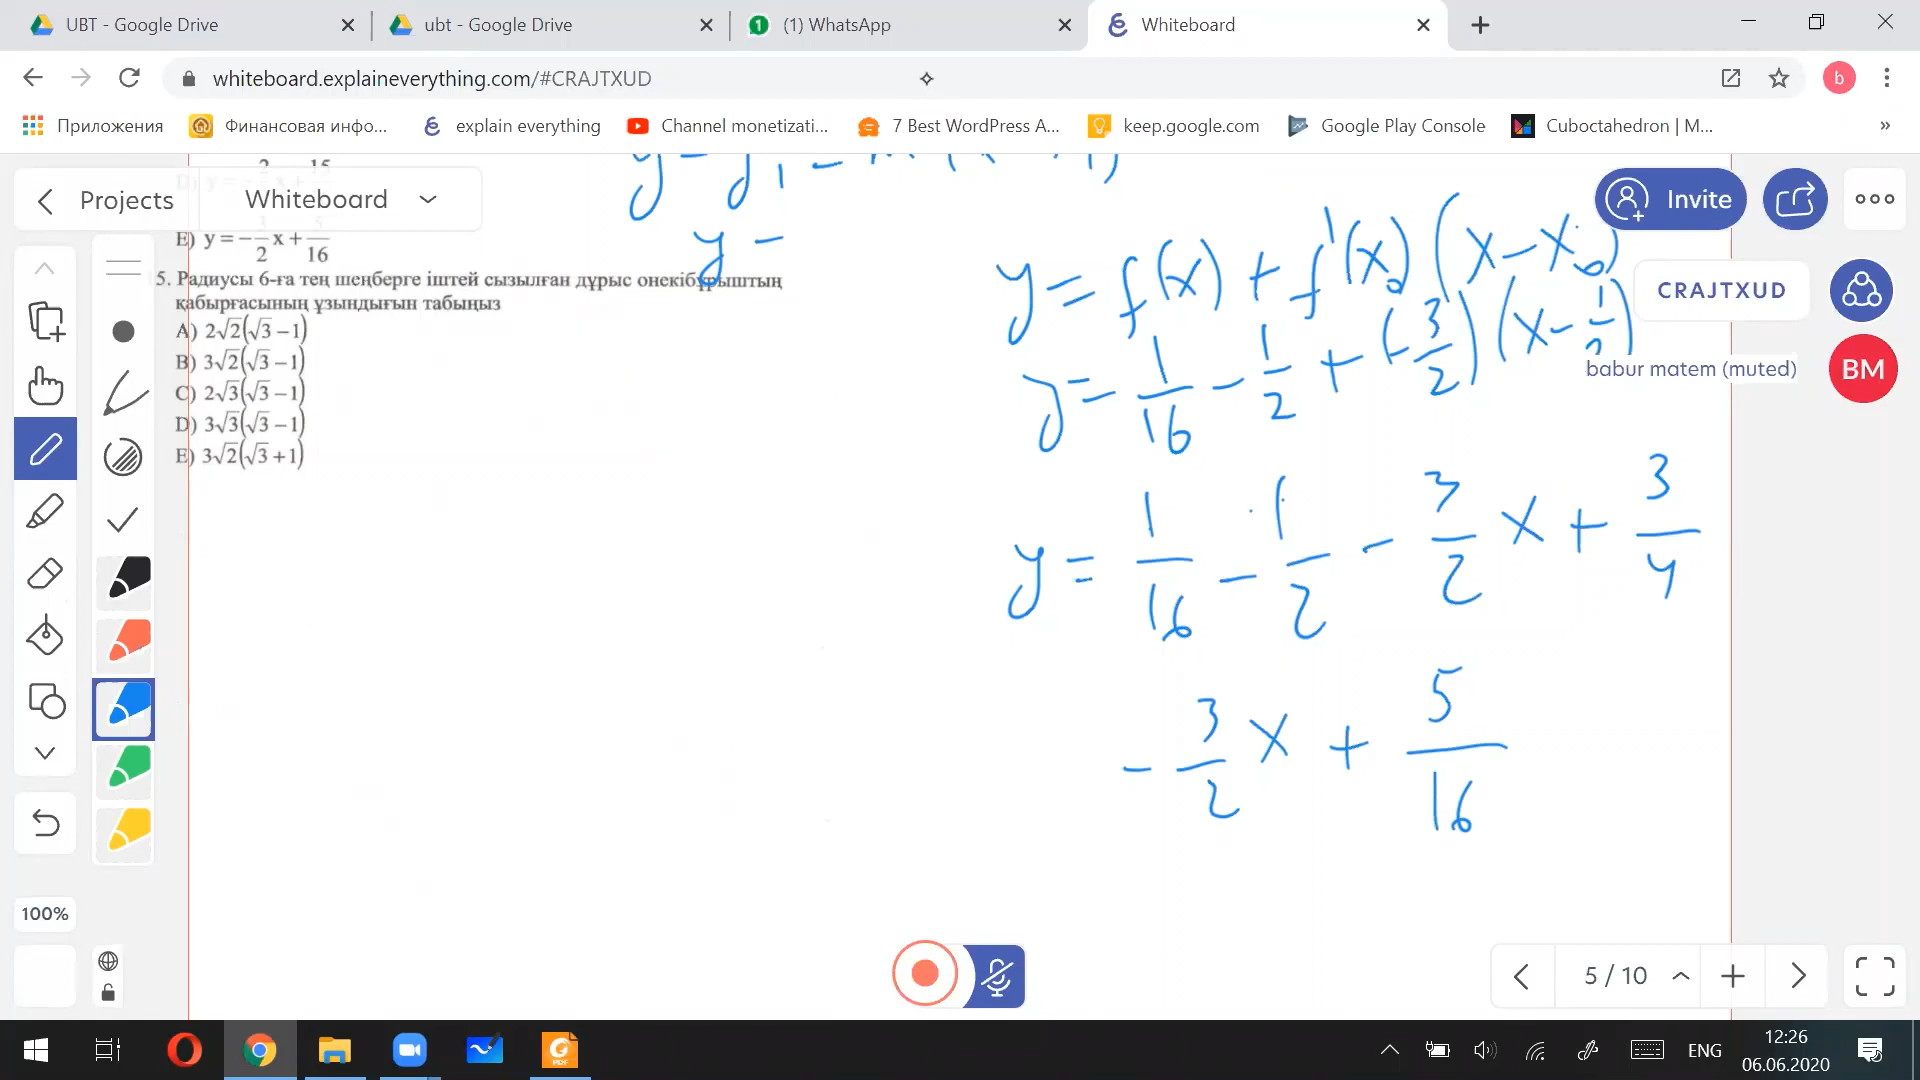 UBT - Google Drive
ubt - Google Drive
(1) WhatsApp
Whiteboard
whiteboard.explaineverything.com/#CRAJTXUD
b
Приложения
Финансовая инфо...
explain everything
Channel monetizati...
7 Best WordPress A...
keep.google.com
Google Play Console
Cuboctahedron | M...
Projects
Whiteboard
Invite
CRAJTXUD
babur matem (muted)
BM
E) y = -1/2 x + 5/16
5. Радиусы 6-ға тең шеңберге іштей сызылған дұрыс онекібұрыштың
қабырғасының ұзындығын табыңыз
A) 2√2(√3 − 1)
B) 3√2(√3 − 1)
C) 2√3(√3 − 1)
D) 3√3(√3 − 1)
E) 3√2(√3 + 1)
y -
y = f(x) + f'(x₀)(x - x₀)
y = 1/16 - 1/2 + (-3/2)(x - 1/2)
y = 1/16 - 1/2 - 3/2 x + 3/4
- 3/2 x + 5/16
100%
5 / 10
ENG
12:26
06.06.2020